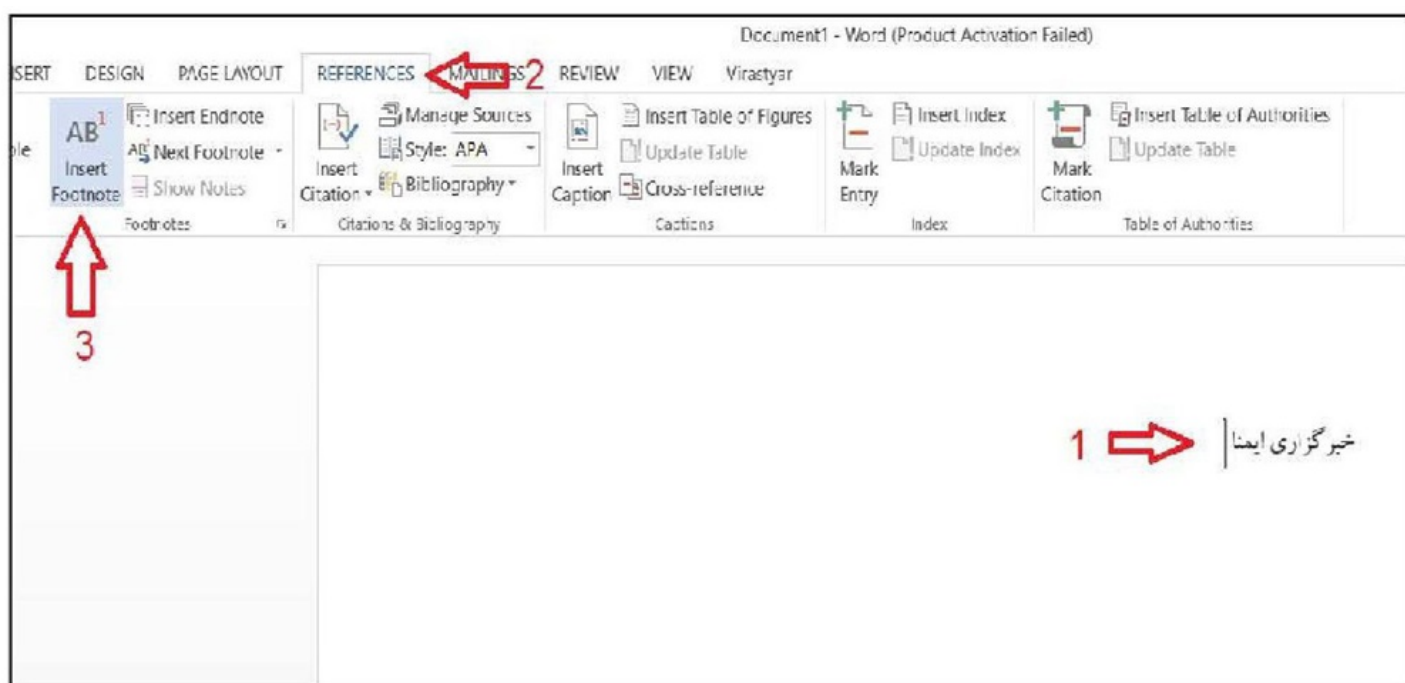 Document1 - Word (Product Activation Failed)
ISERT DESIGN PAGE LAYOUT REFERENCES MAILINGS 2 REVIEW VIEW Virastyar
AB1 Insert Endnote Manage Sources Insert Table of Figures Insert Index Insert Table of Authorities
ble AB1 Next Footnote Style: APA Update Table Update Index Update Table
Insert Footnote Show Notes Insert Citation Bibliography Insert Caption Cross-reference Mark Entry Mark Citation
Footnotes Citations & Bibliography Captions Index Table of Authorities
3
1 خبرگزاری ایمنا